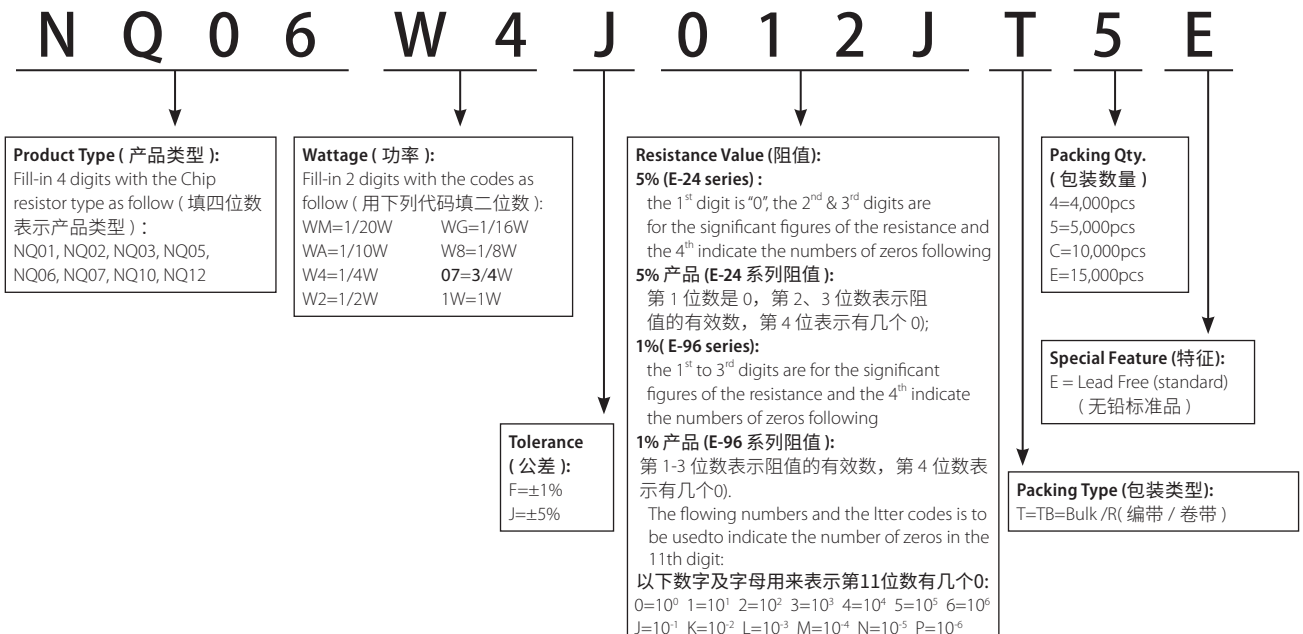 N Q 0 6 W 4 J 0 1 2 J T 5 E
Product Type ( 产品类型 ):
Fill-in 4 digits with the Chip
resistor type as follow ( 填四位数
表示产品类型 ) :
NQ01, NQ02, NQ03, NQ05,
NQ06, NQ07, NQ10, NQ12
Wattage ( 功率 ):
Fill-in 2 digits with the codes as
follow ( 用下列代码填二位数 ):
WM=1/20W WG=1/16W
WA=1/10W W8=1/8W
W4=1/4W 07=3/4W
W2=1/2W 1W=1W
Tolerance
( 公差 ):
F=±1%
J=±5%
Resistance Value (阻值):
5% (E-24 series) :
the 1st digit is "0", the 2nd & 3rd digits are
for the significant figures of the resistance and
the 4th indicate the numbers of zeros following
5% 产品 (E-24 系列阻值 ):
第 1 位数是 0，第 2、3 位数表示阻
值的有效数，第 4 位表示有几个 0);
1%( E-96 series):
the 1st to 3rd digits are for the significant
figures of the resistance and the 4th indicate
the numbers of zeros following
1% 产品 (E-96 系列阻值 ):
第 1-3 位数表示阻值的有效数，第 4 位数表
示有几个0).
The flowing numbers and the ltter codes is to
be usedto indicate the number of zeros in the
11th digit:
以下数字及字母用来表示第11位数有几个0:
0=10⁰ 1=10¹ 2=10² 3=10³ 4=10⁴ 5=10⁵ 6=10⁶
J=10⁻¹ K=10⁻² L=10⁻³ M=10⁻⁴ N=10⁻⁵ P=10⁻⁶
Packing Qty.
( 包装数量 )
4=4,000pcs
5=5,000pcs
C=10,000pcs
E=15,000pcs
Special Feature (特征):
E = Lead Free (standard)
( 无铅标准品 )
Packing Type (包装类型):
T=TB=Bulk /R( 编带 / 卷带 )